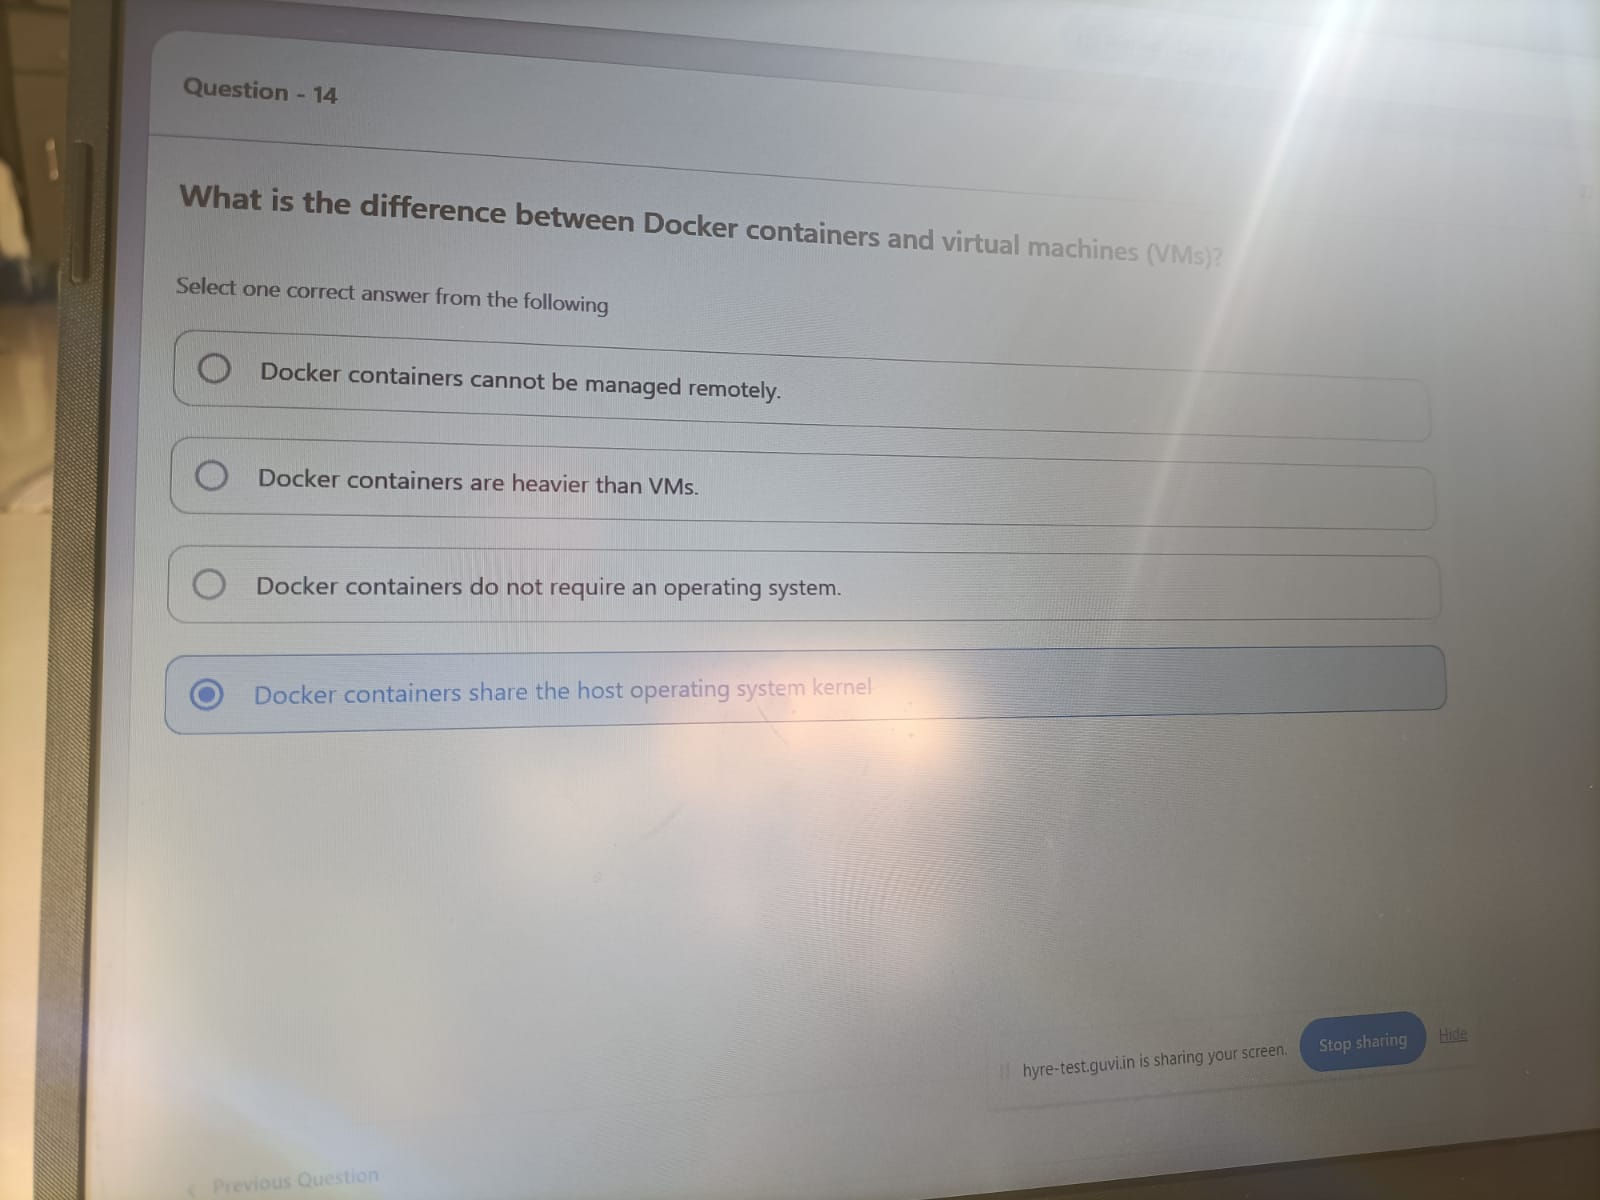 Question - 14
What is the difference between Docker containers and virtual machines (VMs)?
Select one correct answer from the following
Docker containers cannot be managed remotely.
Docker containers are heavier than VMs.
Docker containers do not require an operating system.
Docker containers share the host operating system kernel
hyre-test.guvi.in is sharing your screen. Stop sharing Hide
< Previous Question